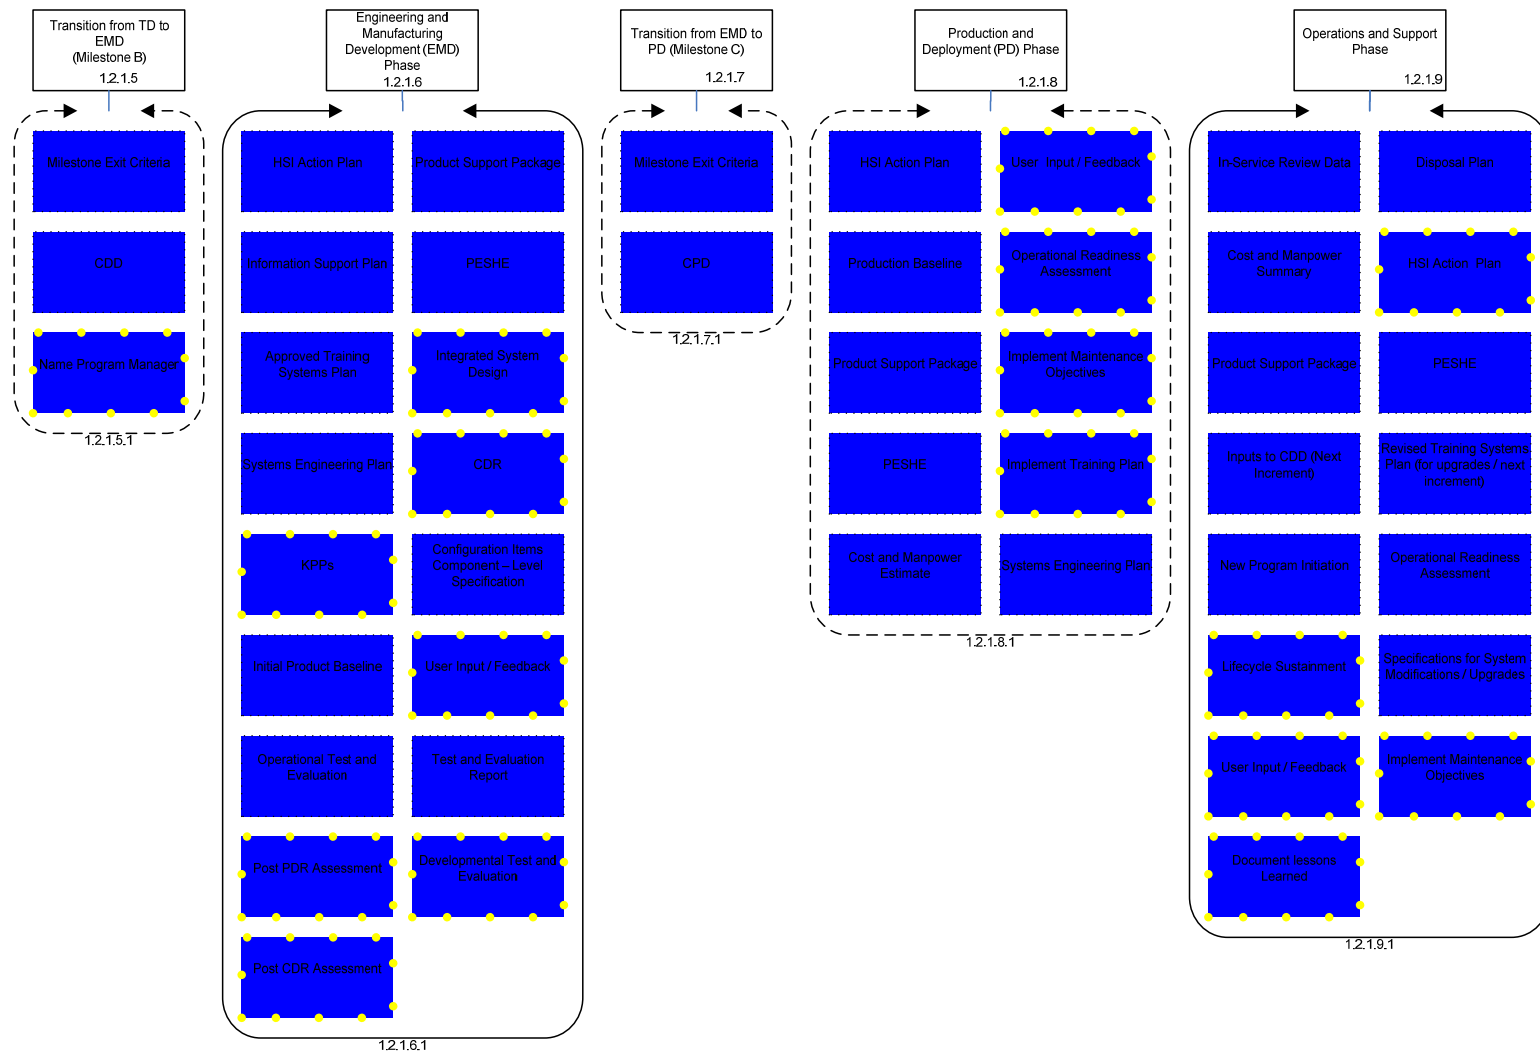 Transition from TD to
EMD
(Milestone B)
1.2.1.5
Milestone Exit Criteria
CDD
Name Program Manager
1.2.1.5.1
Engineering and
Manufacturing
Development (EMD)
Phase
1.2.1.6
HSI Action Plan
Product Support Package
Information Support Plan
PESHE
Approved Training
Systems Plan
Integrated System
Design
Systems Engineering Plan
CDR
KPPs
Configuration Items
Component – Level
Specification
Initial Product Baseline
User Input / Feedback
Operational Test and
Evaluation
Test and Evaluation
Report
Post PDR Assessment
Developmental Test and
Evaluation
Post CDR Assessment
1.2.1.6.1
Transition from EMD to
PD (Milestone C)
1.2.1.7
Milestone Exit Criteria
CPD
1.2.1.7.1
Production and
Deployment (PD) Phase
1.2.1.8
HSI Action Plan
User Input / Feedback
Production Baseline
Operational Readiness
Assessment
Product Support Package
Implement Maintenance
Objectives
PESHE
Implement Training Plan
Cost and Manpower
Estimate
Systems Engineering Plan
1.2.1.8.1
Operations and Support
Phase
1.2.1.9
In-Service Review Data
Disposal Plan
Cost and Manpower
Summary
HSI Action Plan
Product Support Package
PESHE
Inputs to CDD (Next
Increment)
Revised Training Systems
Plan (for upgrades / next
increment)
New Program Initiation
Operational Readiness
Assessment
Lifecycle Sustainment
Specifications for System
Modifications / Upgrades
User Input / Feedback
Implement Maintenance
Objectives
Document lessons
Learned
1.2.1.9.1